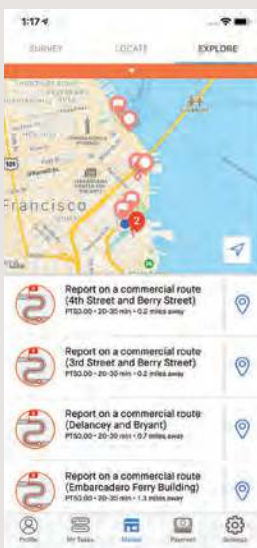 1:17
SURVEY LOCATE EXPLORE
101
Francisco
2
Report on a commercial route
(4th Street and Berry Street)
PTS0.00 • 20-30 min • 0.2 miles away
Report on a commercial route
(3rd Street and Berry Street)
PTS0.00 • 20-30 min • 0.2 miles away
Report on a commercial route
(Delancey and Bryant)
PTS0.00 • 20-30 min • 0.7 miles away
Report on a commercial route
(Embarcadero Ferry Building)
PTS0.00 • 20-30 min • 1.3 miles away
Profile My Tasks Market Payment Settings